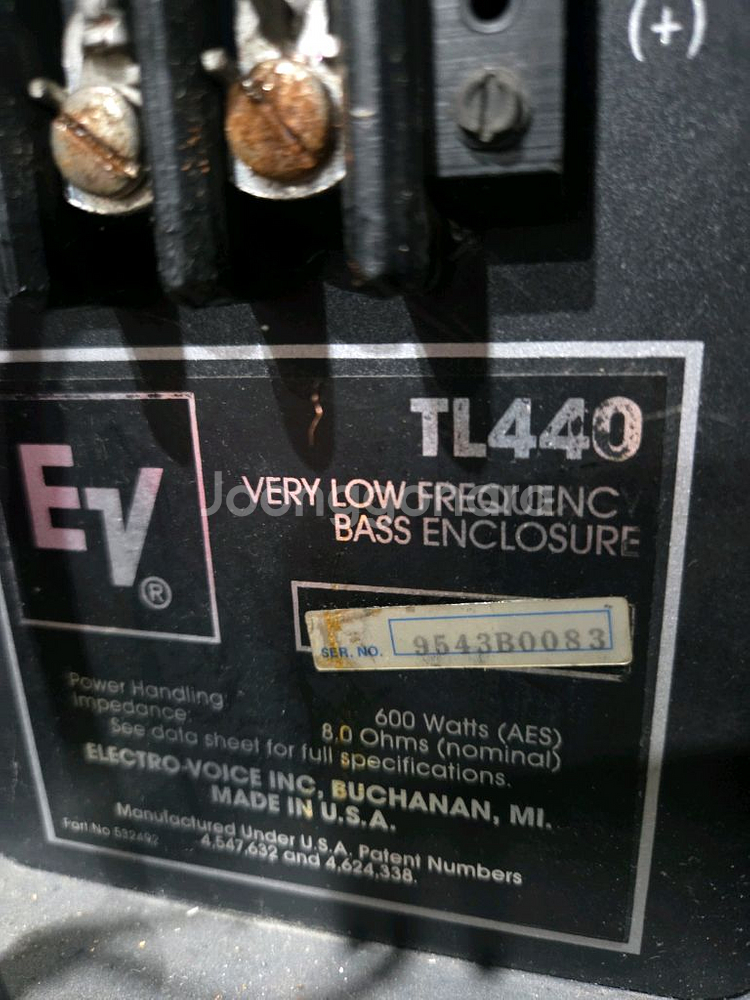 (+)
EV®
TL440
VERY LOW FREQUENCY
BASS ENCLOSURE
Joonggonara
SER. NO. 9543B0083
Power Handling 600 Watts (AES)
Impedance: 8.0 Ohms (nominal)
See data sheet for full specifications.
ELECTRO-VOICE INC, BUCHANAN, MI.
MADE IN U.S.A.
Manufactured Under U.S.A. Patent Numbers
Part No 532492 4,547,632 and 4,624,338.